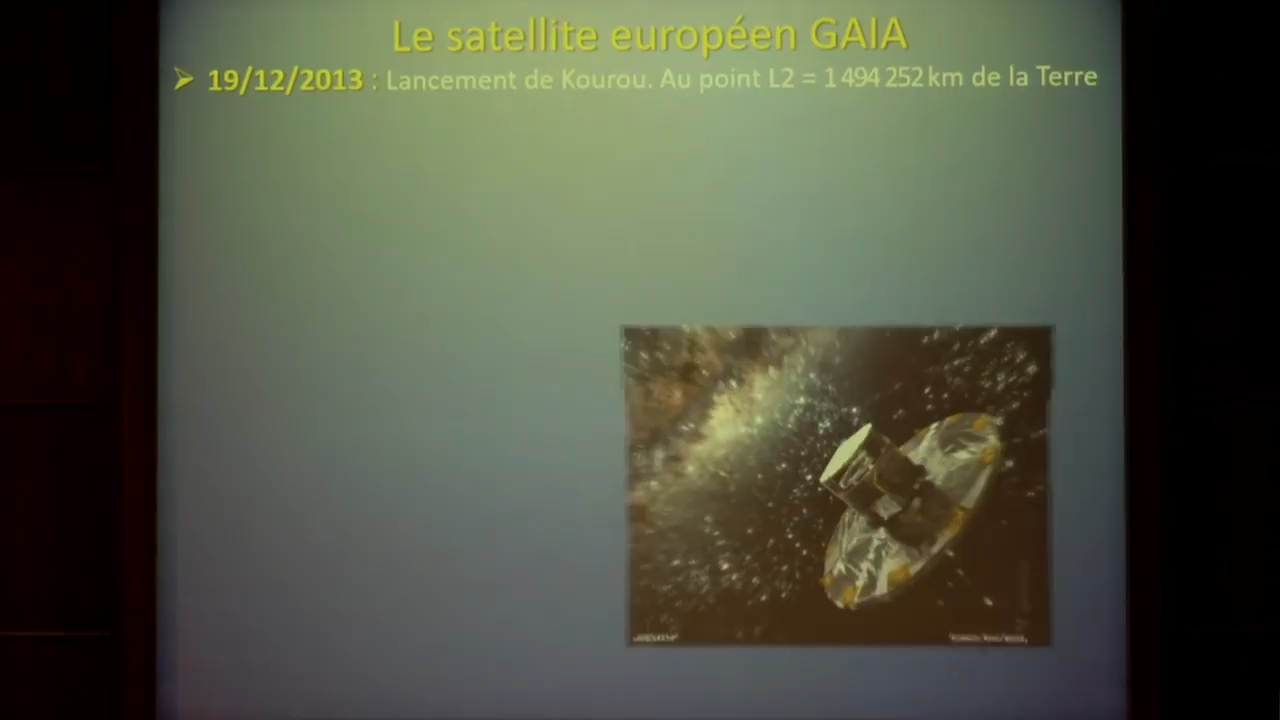 Le satellite européen GAIA
➢ 19/12/2013 : Lancement de Kourou. Au point L2 = 1 494 252 km de la Terre